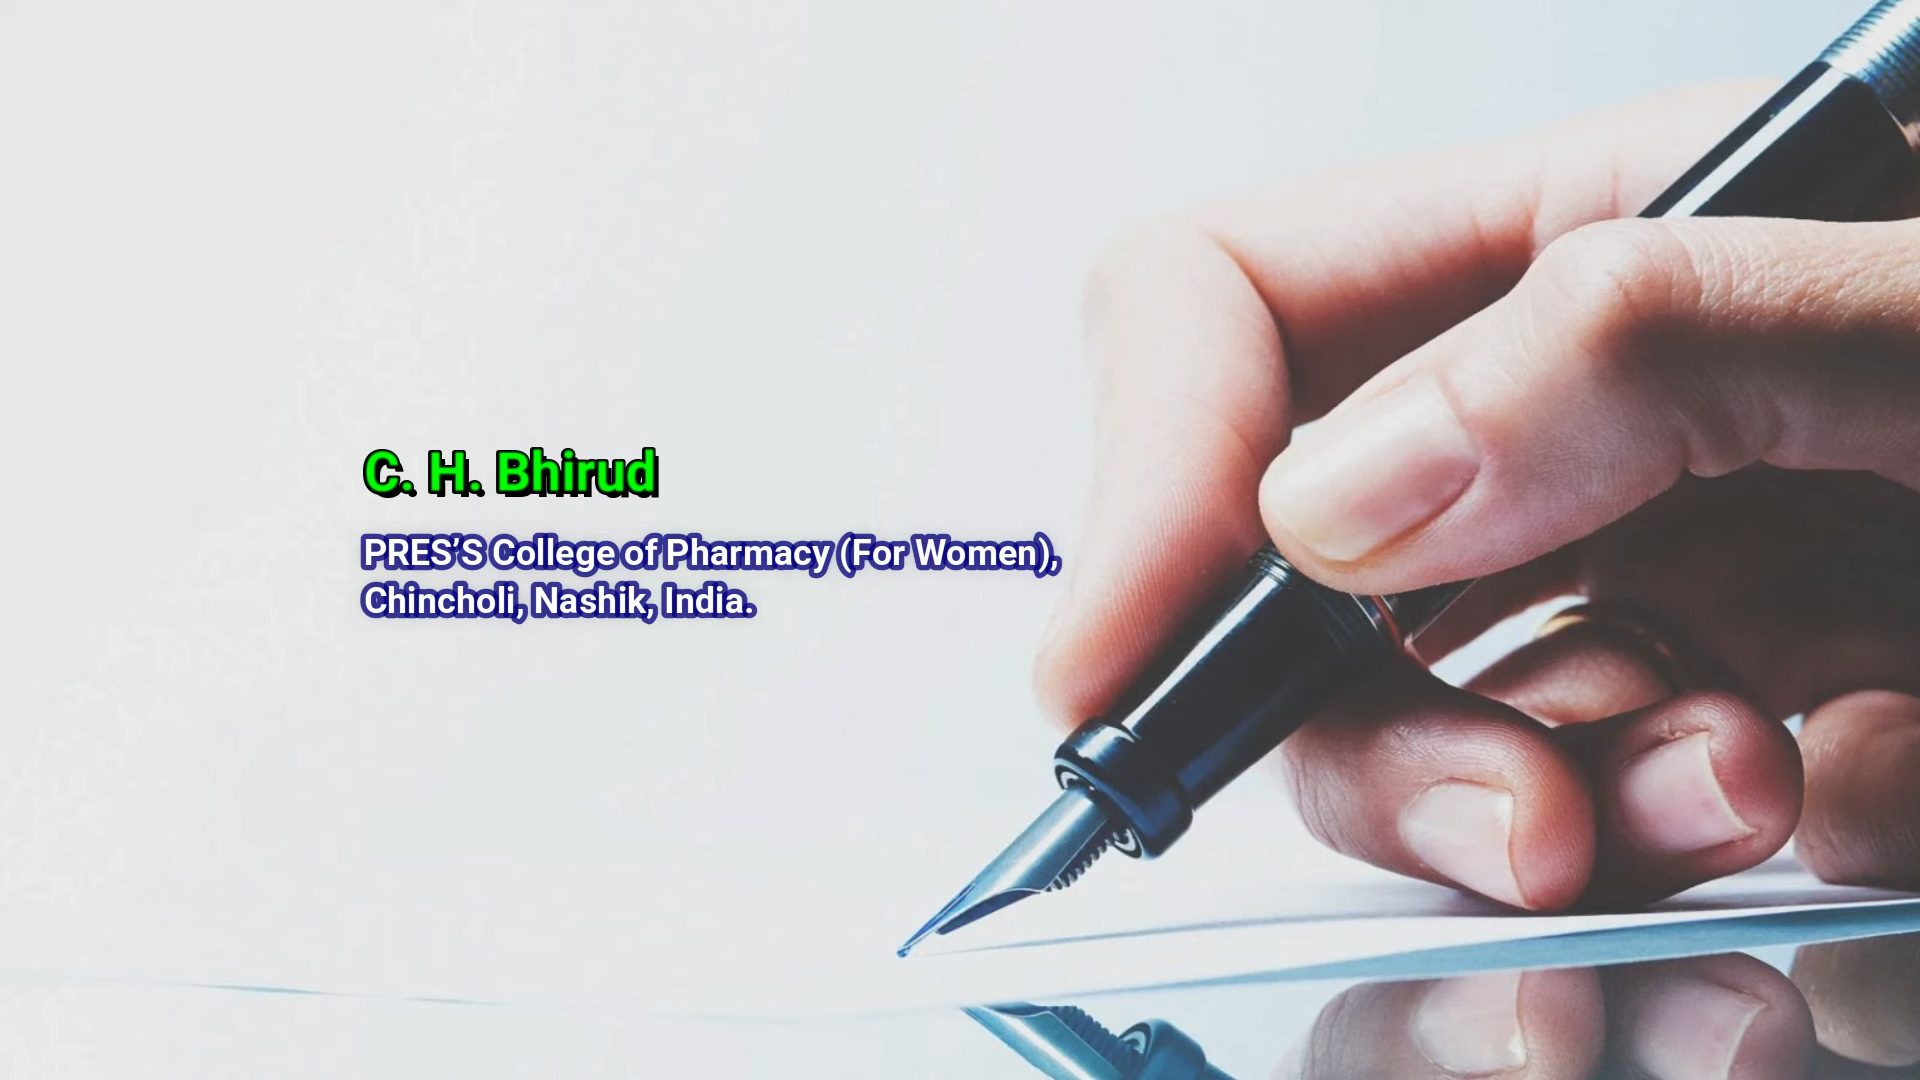 C. H. Bhirud
PRES’S College of Pharmacy (For Women),
Chincholi, Nashik, India.